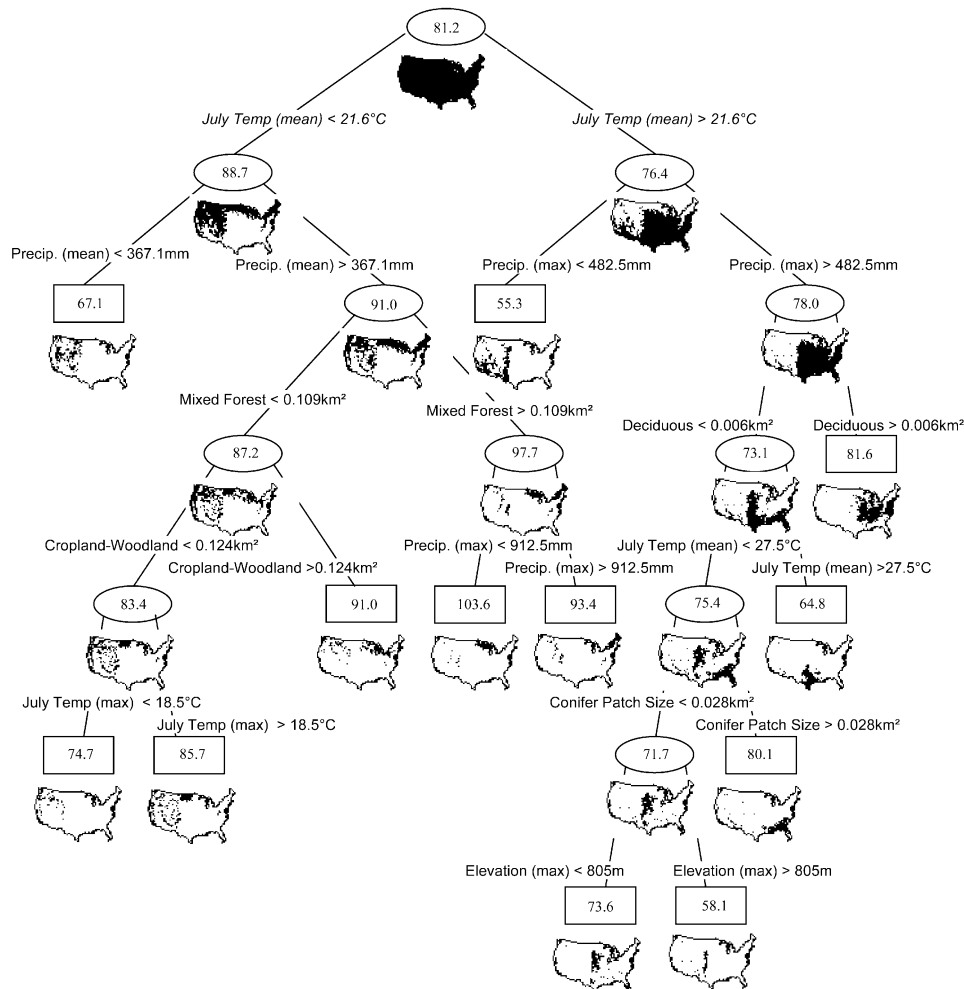 81.2
July Temp (mean) < 21.6°C
July Temp (mean) > 21.6°C
88.7
76.4
Precip. (mean) < 367.1mm
Precip. (mean) > 367.1mm
Precip. (max) < 482.5mm
Precip. (max) > 482.5mm
67.1
91.0
55.3
78.0
Mixed Forest < 0.109km²
Mixed Forest > 0.109km²
Deciduous < 0.006km²
Deciduous > 0.006km²
87.2
97.7
73.1
81.6
Cropland-Woodland < 0.124km²
Cropland-Woodland >0.124km²
Precip. (max) < 912.5mm
Precip. (max) > 912.5mm
July Temp (mean) < 27.5°C
July Temp (mean) >27.5°C
83.4
91.0
103.6
93.4
75.4
64.8
July Temp (max) < 18.5°C
July Temp (max) > 18.5°C
Conifer Patch Size < 0.028km²
Conifer Patch Size > 0.028km²
74.7
85.7
71.7
80.1
Elevation (max) < 805m
Elevation (max) > 805m
73.6
58.1